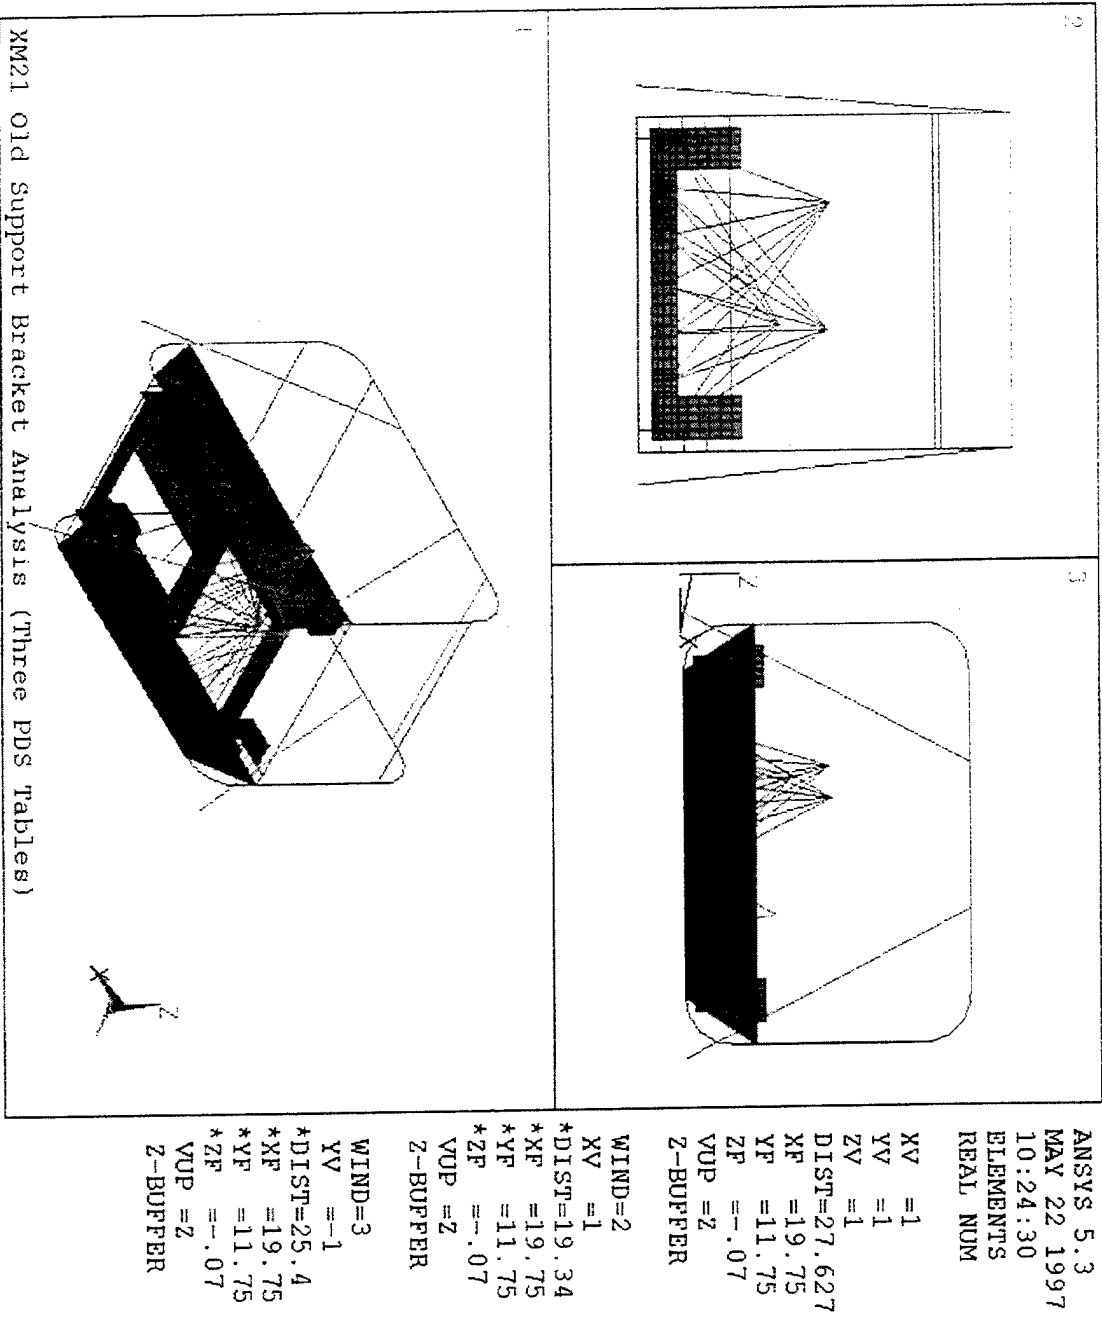 ANSYS 5.3
MAY 22 1997
10:24:30
ELEMENTS
REAL NUM
XV =1
YV =1
ZV =1
DIST=27.627
XF =19.75
YF =11.75
ZF =-.07
VUP =Z
Z-BUFFER
WIND=2
XV =1
*DIST=19.34
*XF =19.75
*YF =11.75
*ZF =-.07
VUP =Z
Z-BUFFER
WIND=3
YV =-1
*DIST=25.4
*XF =19.75
*YF =11.75
*ZF =-.07
VUP =Z
Z-BUFFER
2
3
Z
X
1
Z
X
XM21 Old Support Bracket Analysis (Three PDS Tables)